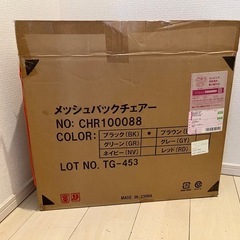 メッシュバックチェアー
NO: CHR100088
COLOR: ブラック(BK) ● ブラウン
グリーン(GR) グレー(GY)
ネイビー(NV) レッド(RD)
LOT NO. TG-453
MADE IN CHINA